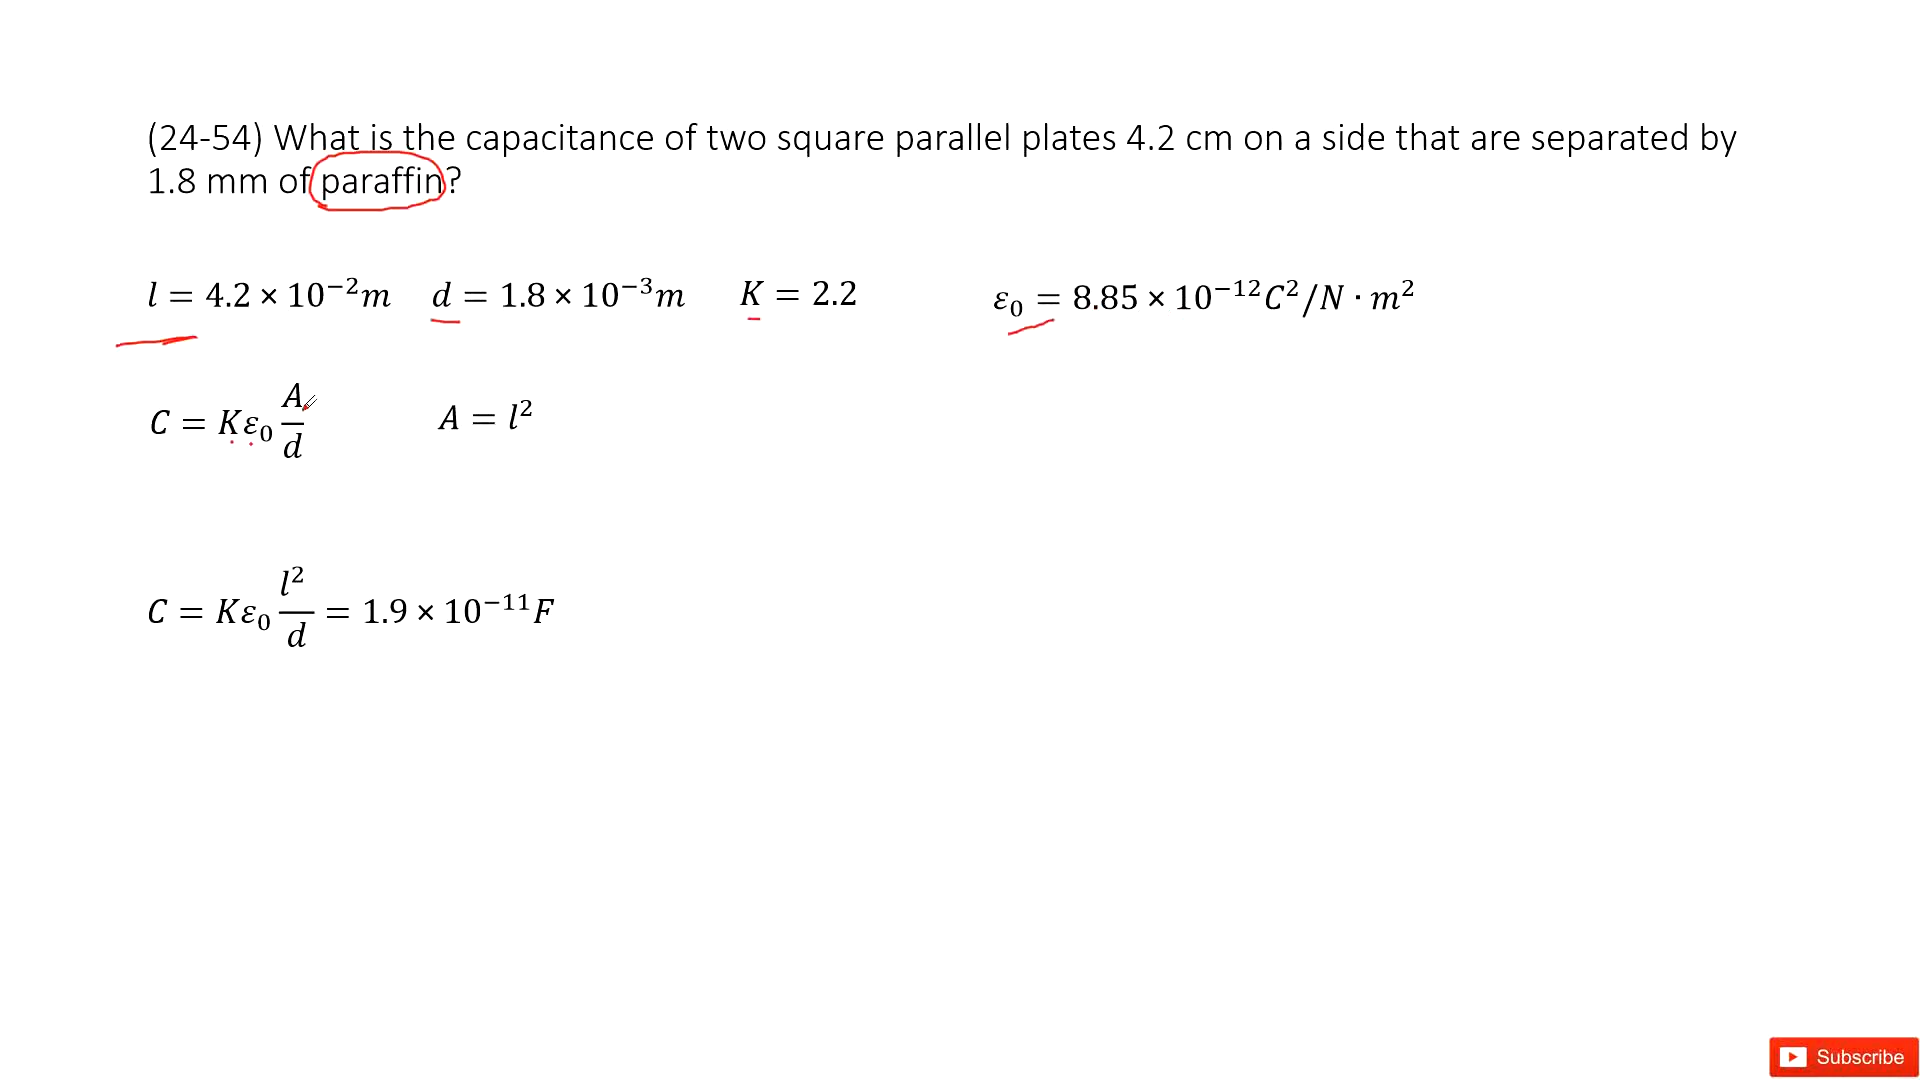 (24-54) What is the capacitance of two square parallel plates 4.2 cm on a side that are separated by
1.8 mm of paraffin?
l = 4.2 × 10⁻²m d = 1.8 × 10⁻³m K = 2.2 ε₀ = 8.85 × 10⁻¹²C²/N · m²
C = Kε₀ A/d A = l²
C = Kε₀ l²/d = 1.9 × 10⁻¹¹F
Subscribe